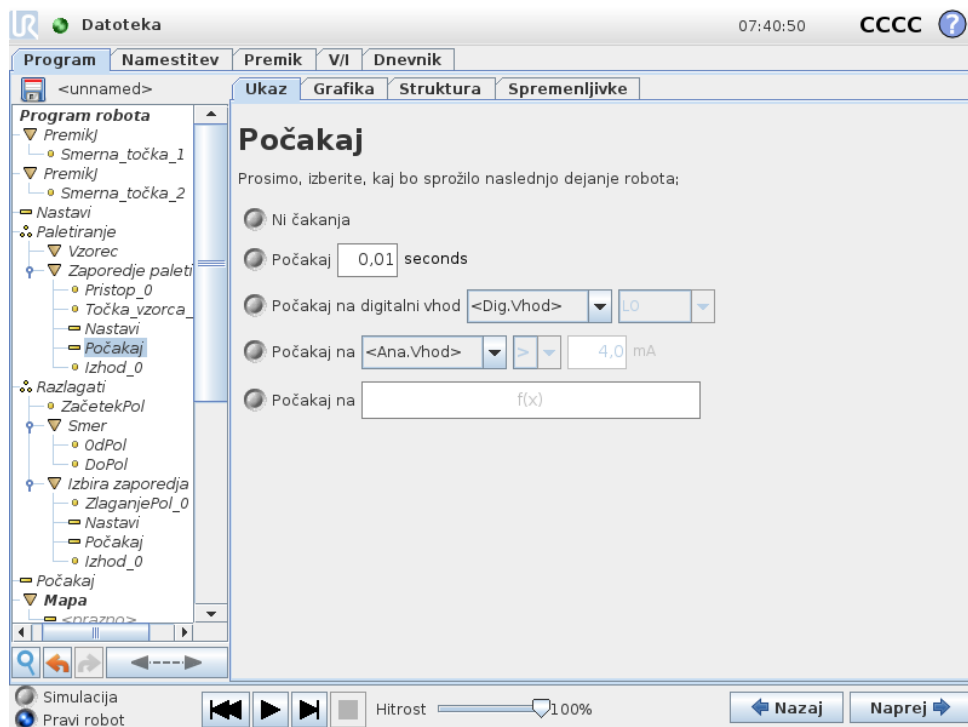 UR Datoteka 07:40:50 CCCC ?
Program Namestitev Premik V/I Dnevnik
<unnamed>
Ukaz Grafika Struktura Spremenljivke
Program robota
PremikJ
Smerna_točka_1
PremikJ
Smerna_točka_2
Nastavi
Paletiranje
Vzorec
Zaporedje paleti
Pristop_0
Točka_vzorca_
Nastavi
Počakaj
Izhod_0
Razlagati
ZačetekPol
Smer
OdPol
DoPol
Izbira zaporedja
ZlaganjePol_0
Nastavi
Počakaj
Izhod_0
Počakaj
Mapa
<prazno>
Počakaj
Prosimo, izberite, kaj bo sprožilo naslednjo dejanje robota;
Ni čakanja
Počakaj 0,01 seconds
Počakaj na digitalni vhod <Dig.Vhod> LO
Počakaj na <Ana.Vhod> > 4,0 mA
Počakaj na f(x)
Simulacija
Pravi robot
Hitrost 100%
Nazaj Naprej